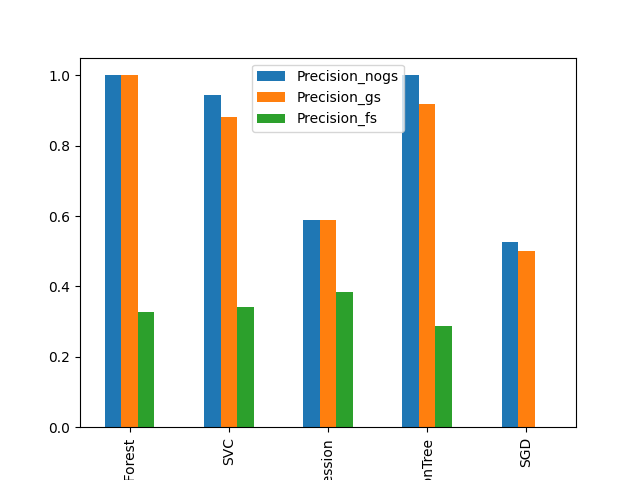 Precision_nogs
Precision_gs
Precision_fs
1.0
0.8
0.6
0.4
0.2
0.0
Forest
SVC
ession
onTree
SGD